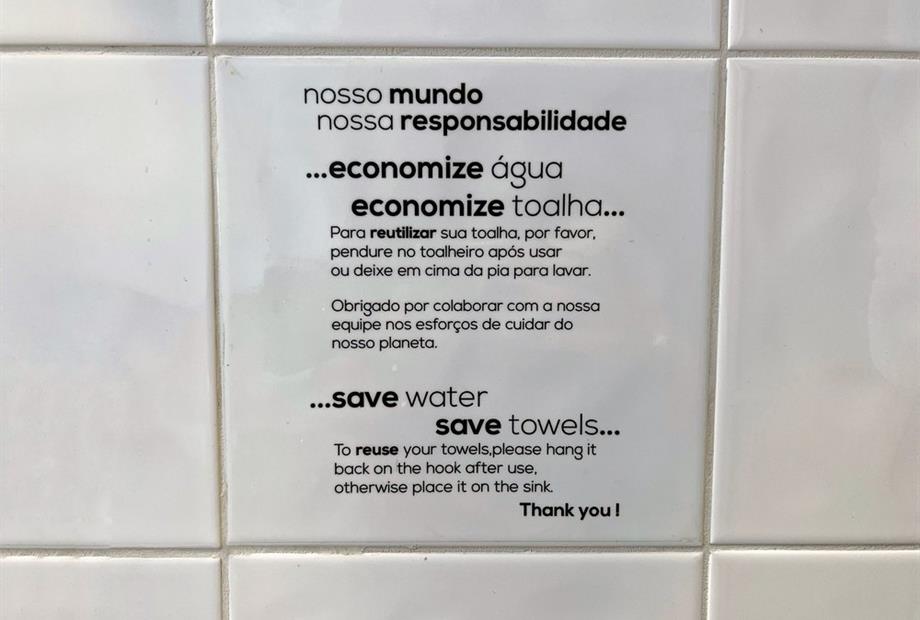 nosso mundo
nossa responsabilidade
...economize água
economize toalha...
Para reutilizar sua toalha, por favor,
pendure no toalheiro após usar
ou deixe em cima da pia para lavar.
Obrigado por colaborar com a nossa
equipe nos esforços de cuidar do
nosso planeta.
...save water
save towels...
To reuse your towels,please hang it
back on the hook after use,
otherwise place it on the sink.
Thank you !